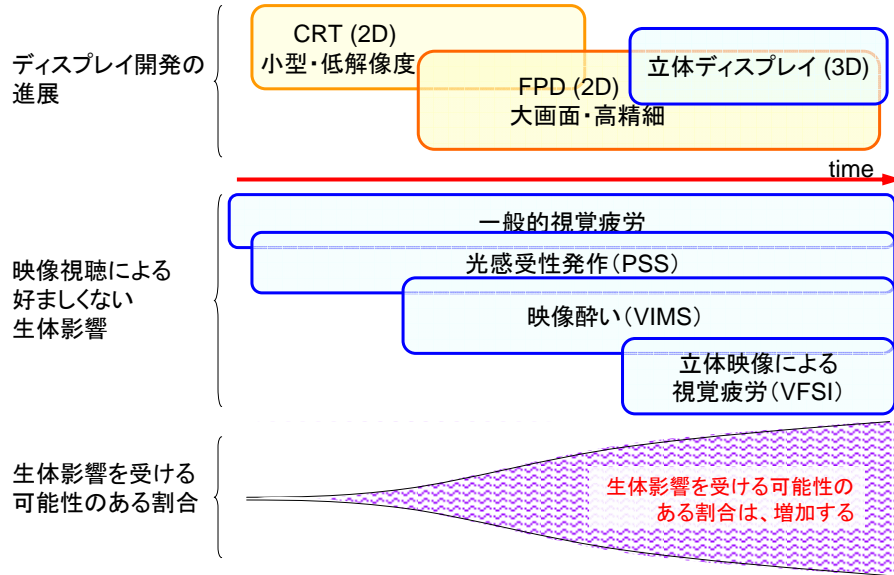 ディスプレイ開発の
進展
CRT (2D)
小型・低解像度
FPD (2D)
大画面・高精細
立体ディスプレイ (3D)
time
映像視聴による
好ましくない
生体影響
一般的視覚疲労
光感受性発作(PSS)
映像酔い(VIMS)
立体映像による
視覚疲労(VFSI)
生体影響を受ける
可能性のある割合
生体影響を受ける可能性の
ある割合は、増加する